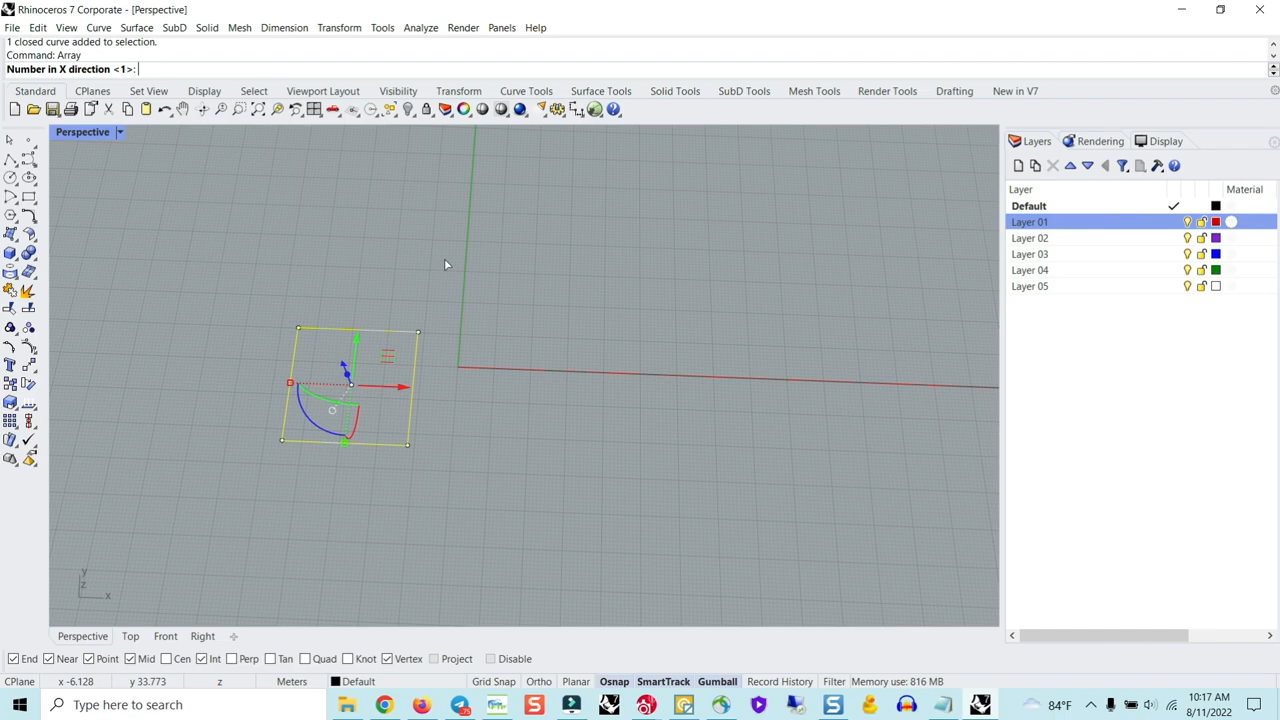 Rhinoceros 7 Corporate - [Perspective]
File Edit View Curve Surface SubD Solid Mesh Dimension Transform Tools Analyze Render Panels Help
1 closed curve added to selection.
Command: Array
Number in X direction <1>:
Standard CPlanes Set View Display Select Viewport Layout Visibility Transform Curve Tools Surface Tools Solid Tools SubD Tools Mesh Tools Render Tools Drafting New in V7
Perspective
Layers Rendering Display
Layer Material
Default
Layer 01
Layer 02
Layer 03
Layer 04
Layer 05
y
z
x
Perspective Top Front Right
End Near Point Mid Cen Int Perp Tan Quad Knot Vertex Project Disable
CPlane x -6.128 y 33.773 z Meters Default Grid Snap Ortho Planar Osnap SmartTrack Gumball Record History Filter Memory use: 816 MB
Type here to search 75 84°F 10:17 AM
8/11/2022